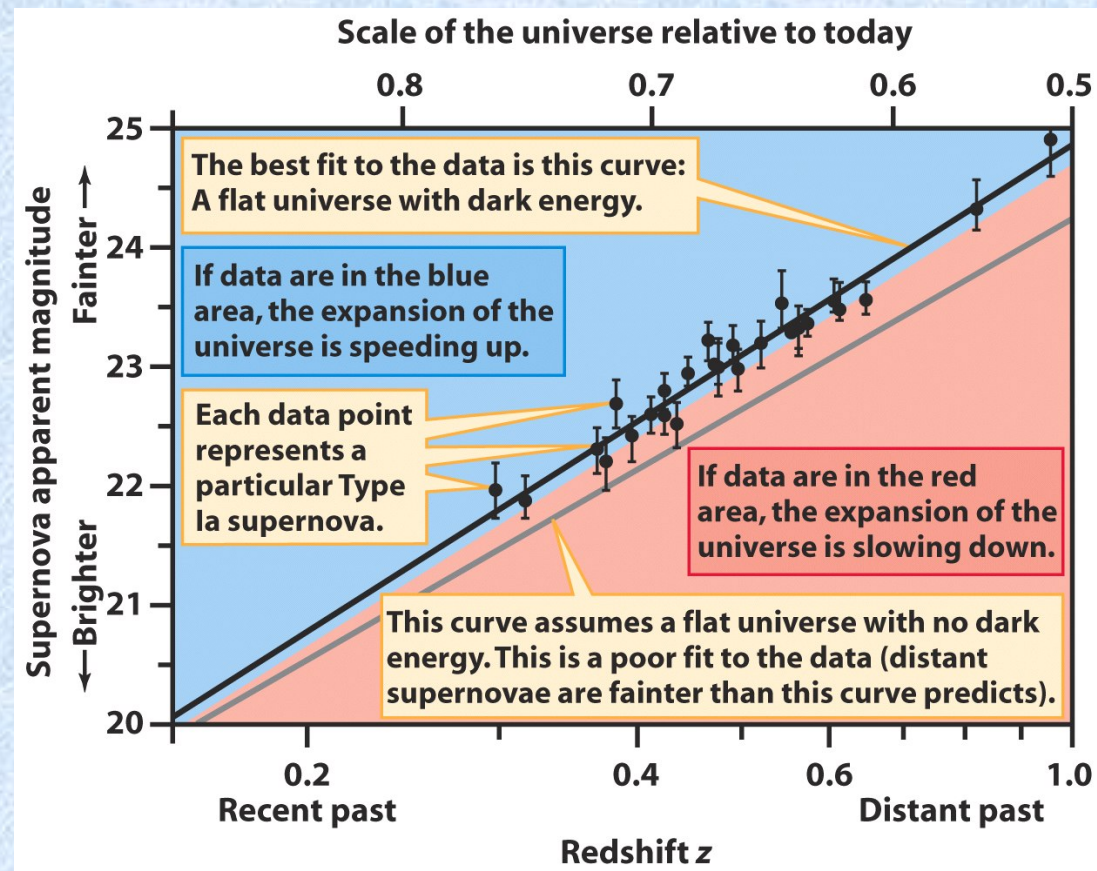 Scale of the universe relative to today
0.8 0.7 0.6 0.5
Supernova apparent magnitude
←Brighter Fainter →
25
24
23
22
21
20
The best fit to the data is this curve:
A flat universe with dark energy.
If data are in the blue
area, the expansion of the
universe is speeding up.
Each data point
represents a
particular Type
Ia supernova.
If data are in the red
area, the expansion of the
universe is slowing down.
This curve assumes a flat universe with no dark
energy. This is a poor fit to the data (distant
supernovae are fainter than this curve predicts).
0.2 0.4 0.6 1.0
Recent past Distant past
Redshift z